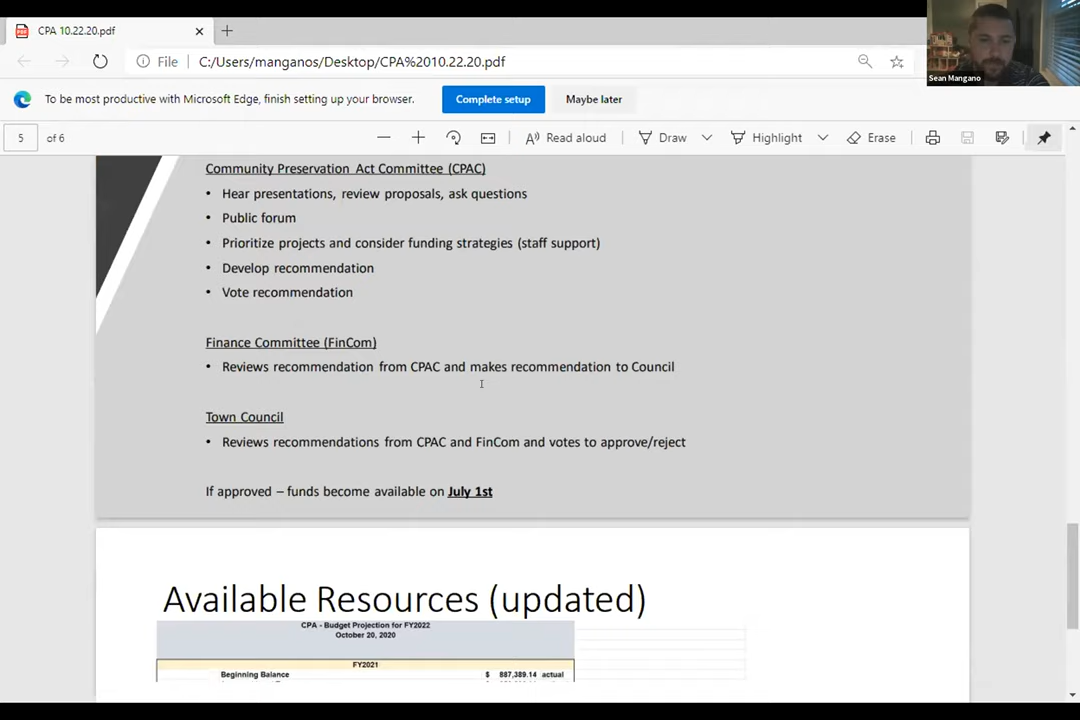 CPA 10.22.20.pdf
File C:/Users/manganos/Desktop/CPA%2010.22.20.pdf
Sean Mangano
To be most productive with Microsoft Edge, finish setting up your browser. Complete setup Maybe later
5 of 6 Read aloud Draw Highlight Erase
Community Preservation Act Committee (CPAC)
• Hear presentations, review proposals, ask questions
• Public forum
• Prioritize projects and consider funding strategies (staff support)
• Develop recommendation
• Vote recommendation
Finance Committee (FinCom)
• Reviews recommendation from CPAC and makes recommendation to Council
Town Council
• Reviews recommendations from CPAC and FinCom and votes to approve/reject
If approved – funds become available on July 1st
Available Resources (updated)
CPA - Budget Projection for FY2022
October 20, 2020
FY2021
Beginning Balance $ 887,389.14 actual